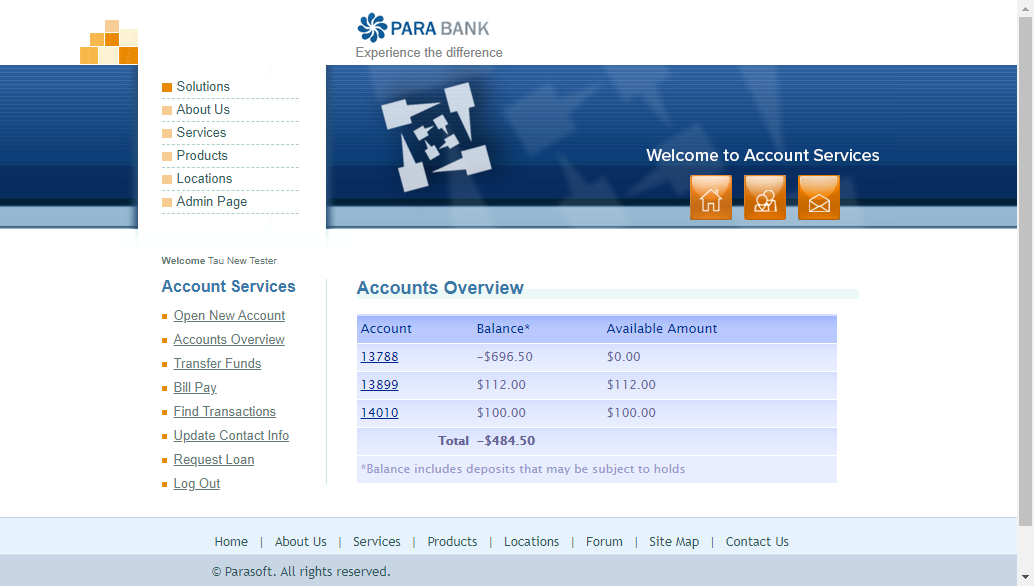 PARA BANK
Experience the difference
Solutions
About Us
Services
Products
Locations
Admin Page
Welcome to Account Services
Welcome Tau New Tester
Account Services
Open New Account
Accounts Overview
Transfer Funds
Bill Pay
Find Transactions
Update Contact Info
Request Loan
Log Out
Accounts Overview
Account Balance* Available Amount
13788 -$696.50 $0.00
13899 $112.00 $112.00
14010 $100.00 $100.00
Total -$484.50
*Balance includes deposits that may be subject to holds
Home | About Us | Services | Products | Locations | Forum | Site Map | Contact Us
© Parasoft. All rights reserved.